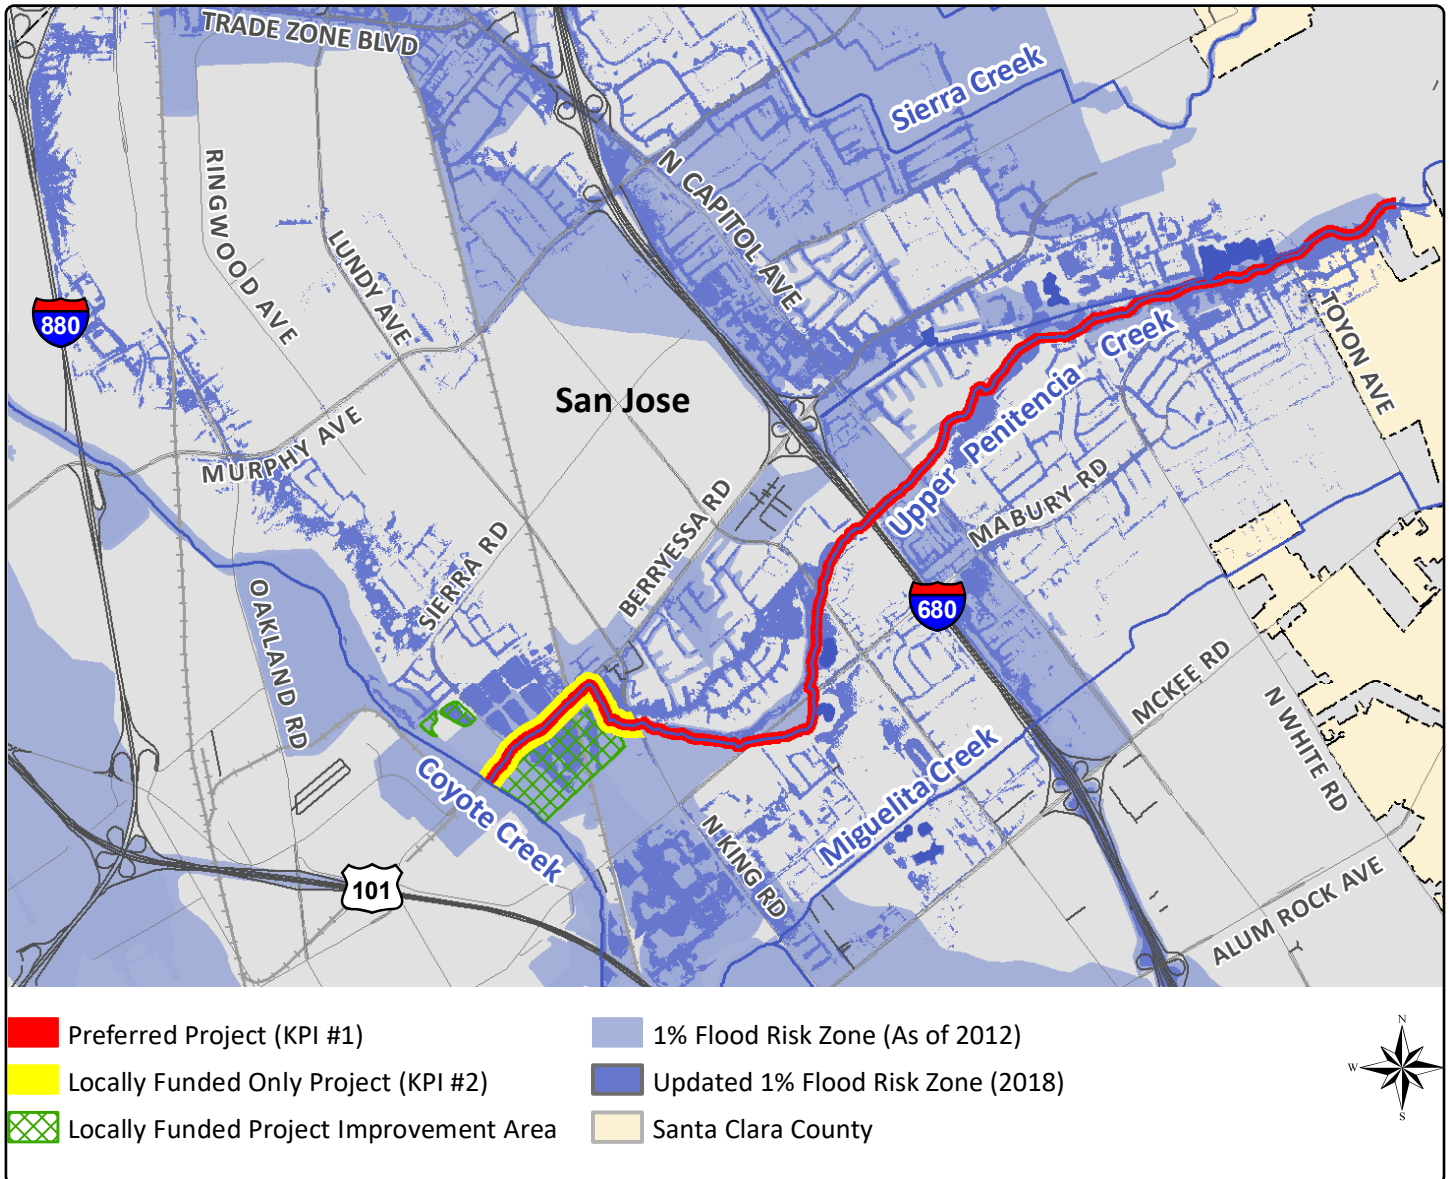 TRADE ZONE BLVD
Sierra Creek
N CAPITOL AVE
RINGWOOD AVE
LUNDY AVE
880
TOYON AVE
Upper Penitencia Creek
San Jose
MURPHY AVE
MABURY RD
BERRYESSA RD
SIERRA RD
OAKLAND RD
680
MCKEE RD
N WHITE RD
Coyote Creek
Miguelita Creek
N KING RD
101
ALUM ROCK AVE
Preferred Project (KPI #1)
Locally Funded Only Project (KPI #2)
Locally Funded Project Improvement Area
1% Flood Risk Zone (As of 2012)
Updated 1% Flood Risk Zone (2018)
Santa Clara County
N
W
E
S